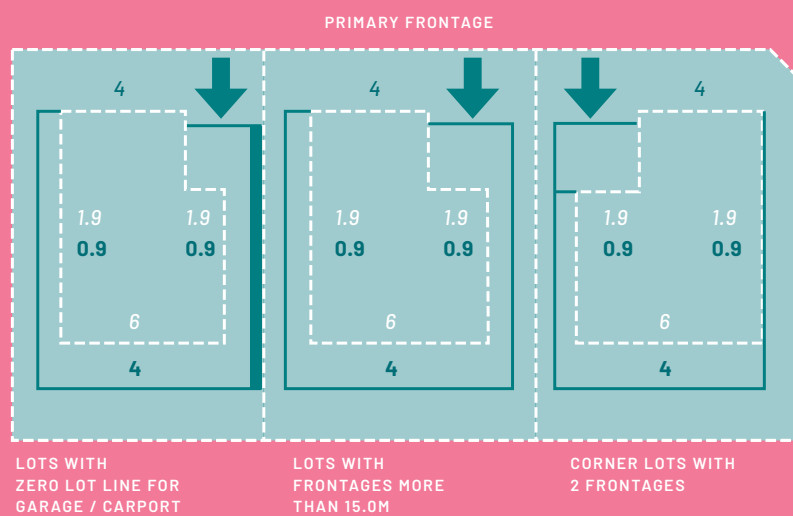 PRIMARY FRONTAGE
4
4
4
1.9
1.9
1.9
1.9
1.9
1.9
0.9
0.9
0.9
0.9
0.9
0.9
6
6
6
4
4
4
LOTS WITH
ZERO LOT LINE FOR
GARAGE / CARPORT
LOTS WITH
FRONTAGES MORE
THAN 15.0M
CORNER LOTS WITH
2 FRONTAGES